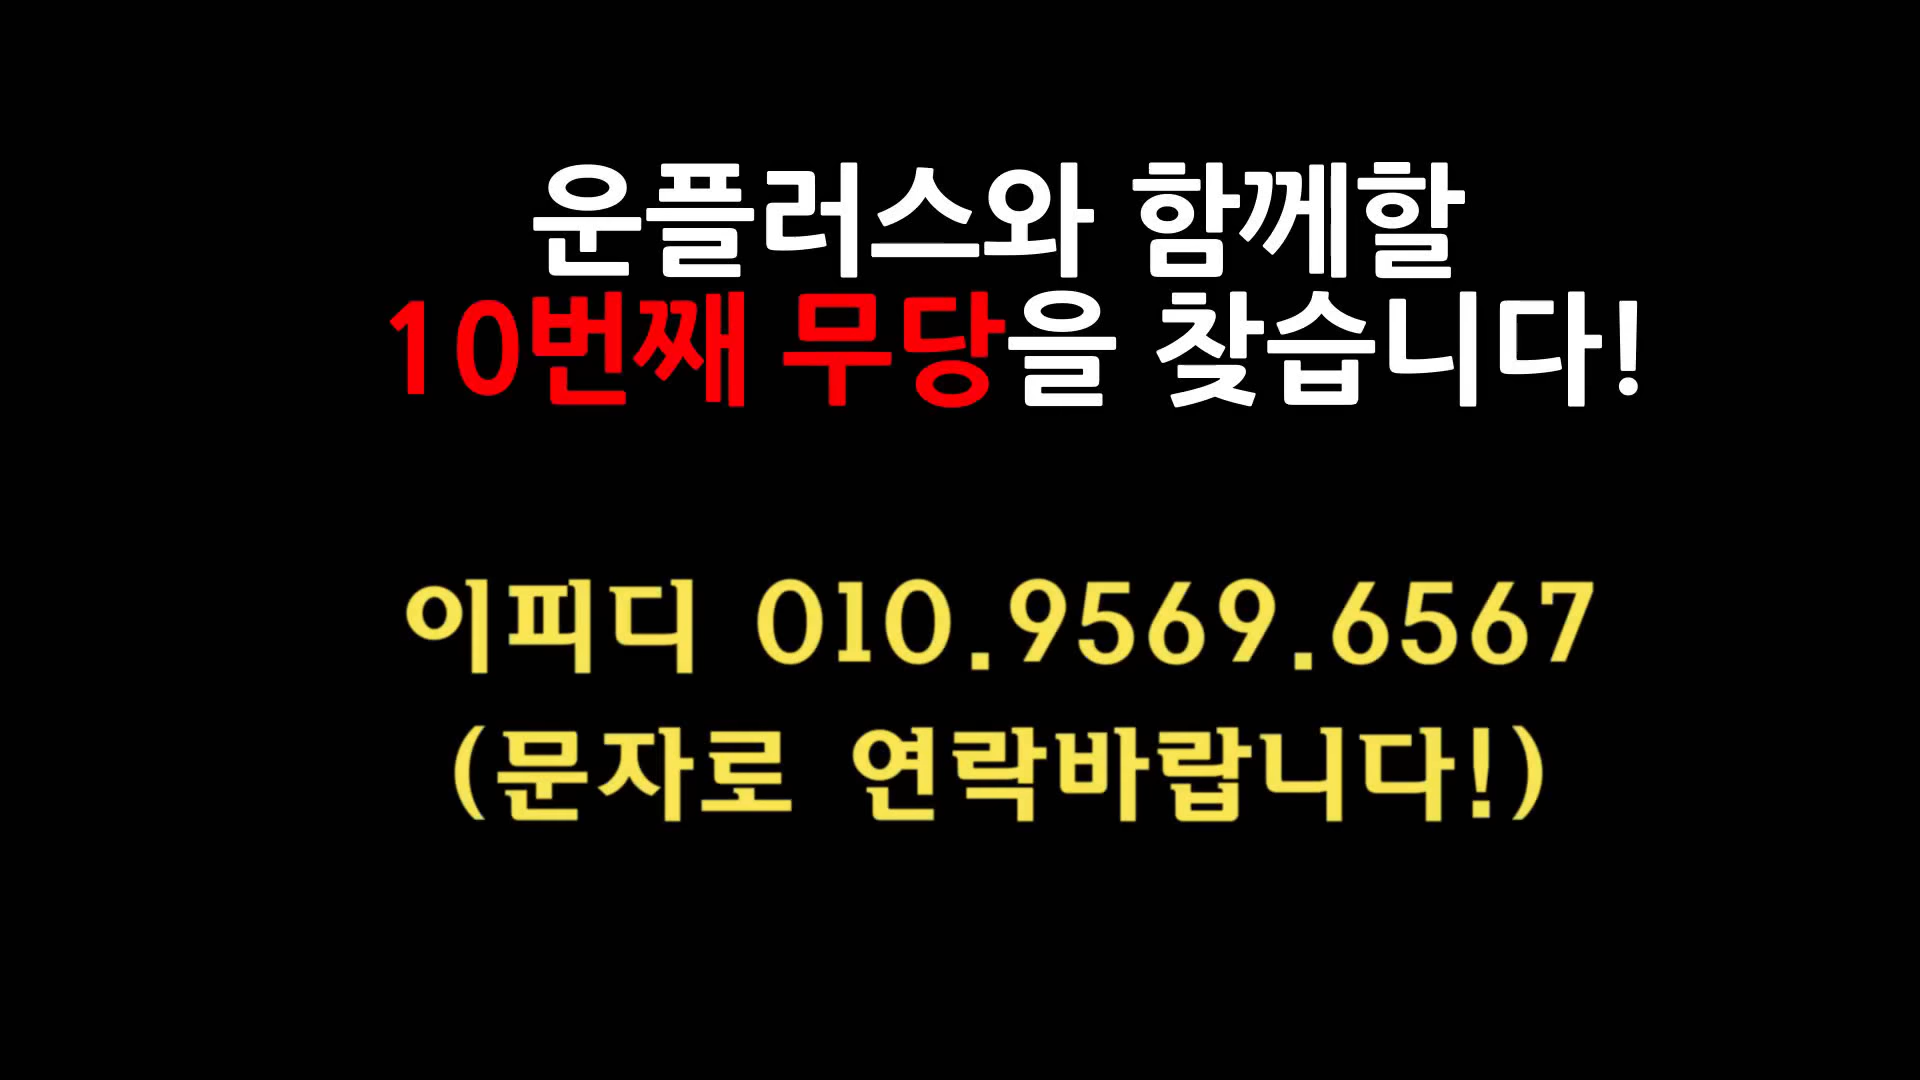 운플러스와 함께할
10번째 무당을 찾습니다!
이피디 010.9569.6567
(문자로 연락바랍니다!)